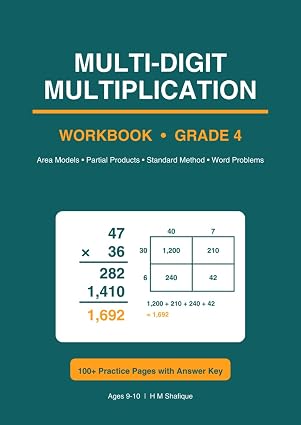 MULTI-DIGIT
MULTIPLICATION
WORKBOOK • GRADE 4
Area Models • Partial Products • Standard Method • Word Problems
47
× 36
282
1,410
1,692
40 7
30 1,200 210
6 240 42
1,200 + 210 + 240 + 42
= 1,692
100+ Practice Pages with Answer Key
Ages 9-10 | H M Shafique